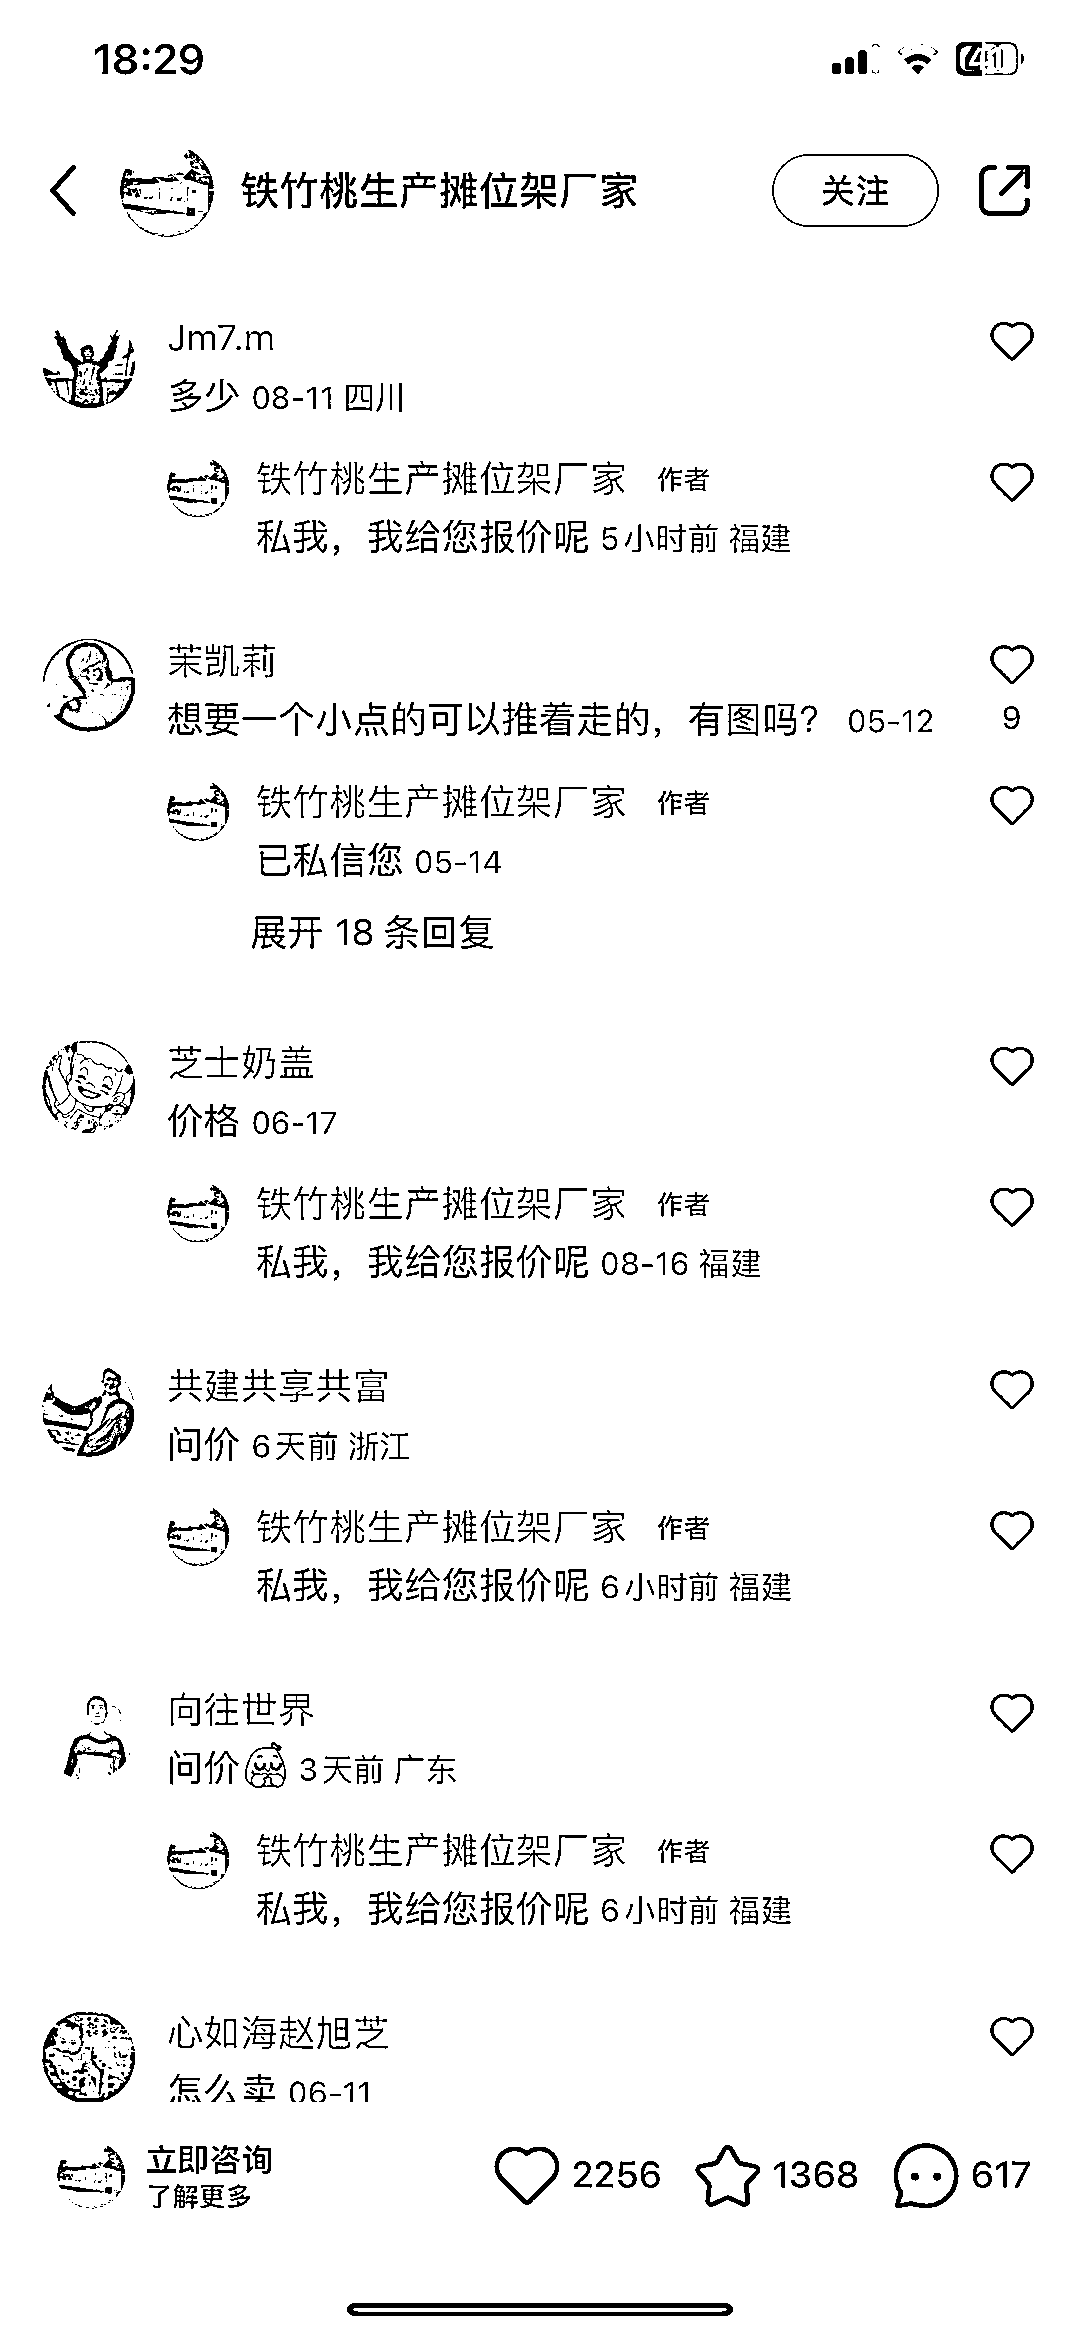 18:29
41
铁竹桃生产摊位架厂家 关注
Jm7.m
多少 08-11 四川
铁竹桃生产摊位架厂家 作者
私我，我给您报价呢 5小时前 福建
茉凯莉
想要一个小点的可以推着走的，有图吗？ 05-12 9
铁竹桃生产摊位架厂家 作者
已私信您 05-14
展开 18 条回复
芝士奶盖
价格 06-17
铁竹桃生产摊位架厂家 作者
私我，我给您报价呢 08-16 福建
共建共享共富
问价 6天前 浙江
铁竹桃生产摊位架厂家 作者
私我，我给您报价呢 6小时前 福建
向往世界
问价 3天前 广东
铁竹桃生产摊位架厂家 作者
私我，我给您报价呢 6小时前 福建
心如海赵旭芝
怎么卖 06-11
立即咨询 2256 1368 617
了解更多